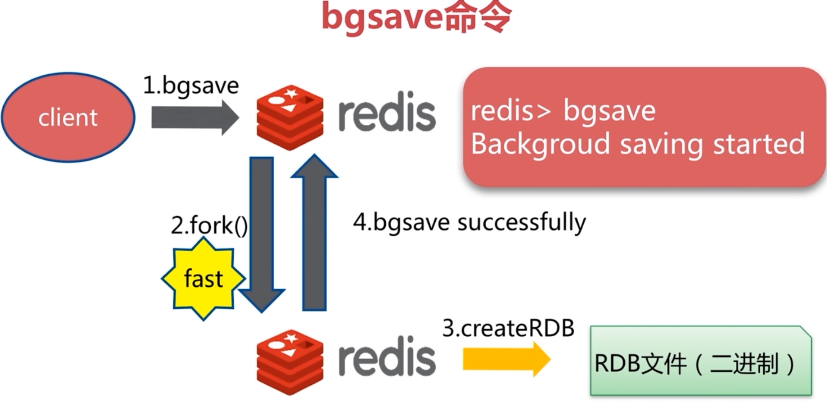 bgsave命令
1.bgsave
client
redis
redis> bgsave
Backgroud saving started
2.fork()
4.bgsave successfully
fast
redis
3.createRDB
RDB文件（二进制）